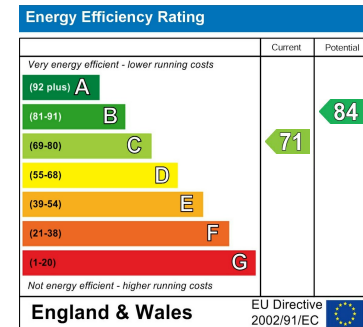 Energy Efficiency Rating
Current Potential
Very energy efficient - lower running costs
(92 plus) A
(81-91) B
84
(69-80) C
71
(55-68) D
(39-54) E
(21-38) F
(1-20) G
Not energy efficient - higher running costs
England & Wales
EU Directive
2002/91/EC